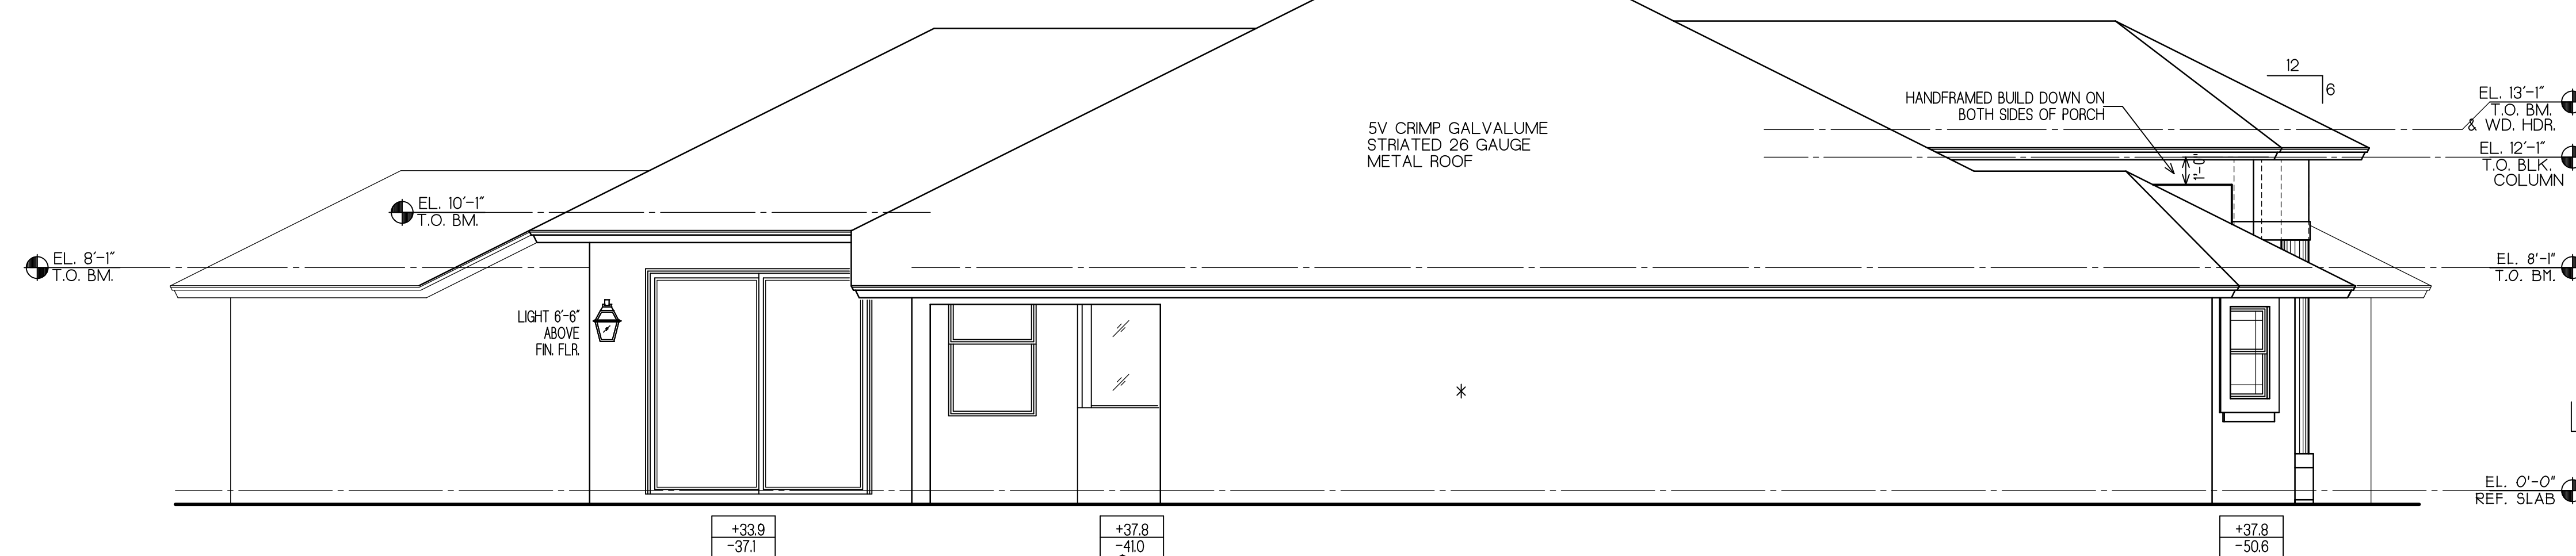 12
6
HANDFRAMED BUILD DOWN ON
BOTH SIDES OF PORCH
EL. 13'-1"
T.O. BM.
& WD. HDR.
5V CRIMP GALVALUME
STRIATED 26 GAUGE
METAL ROOF
EL. 12'-1"
T.O. BLK.
COLUMN
1'-0"
EL. 10'-1"
T.O. BM.
EL. 8'-1"
T.O. BM.
EL. 8'-1"
T.O. BM.
LIGHT 6'-6"
ABOVE
FIN. FLR.
EL. 0'-0"
REF. SLAB
+33.9
-37.1
+37.8
-41.0
+37.8
-50.6